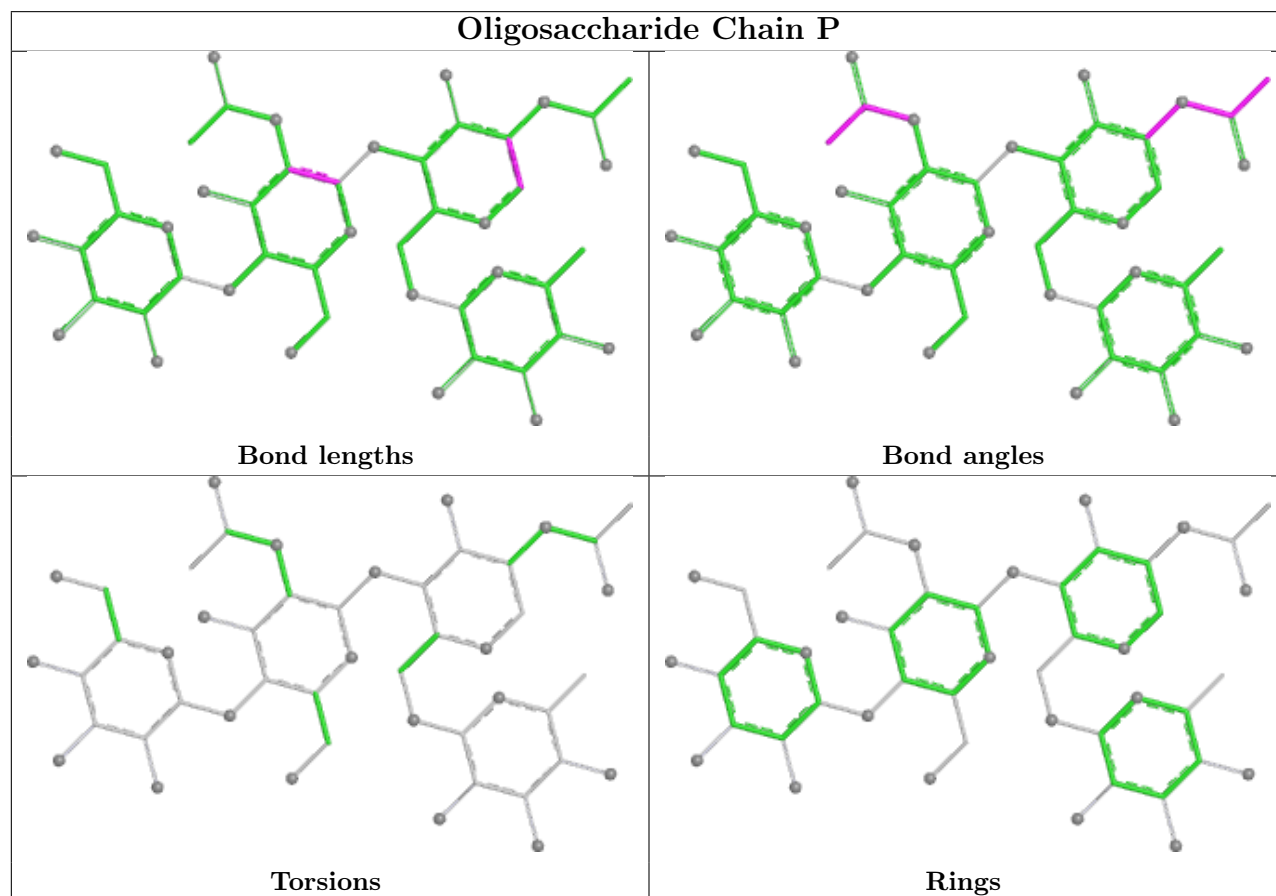 Oligosaccharide Chain P
Bond lengths
Bond angles
Torsions
Rings